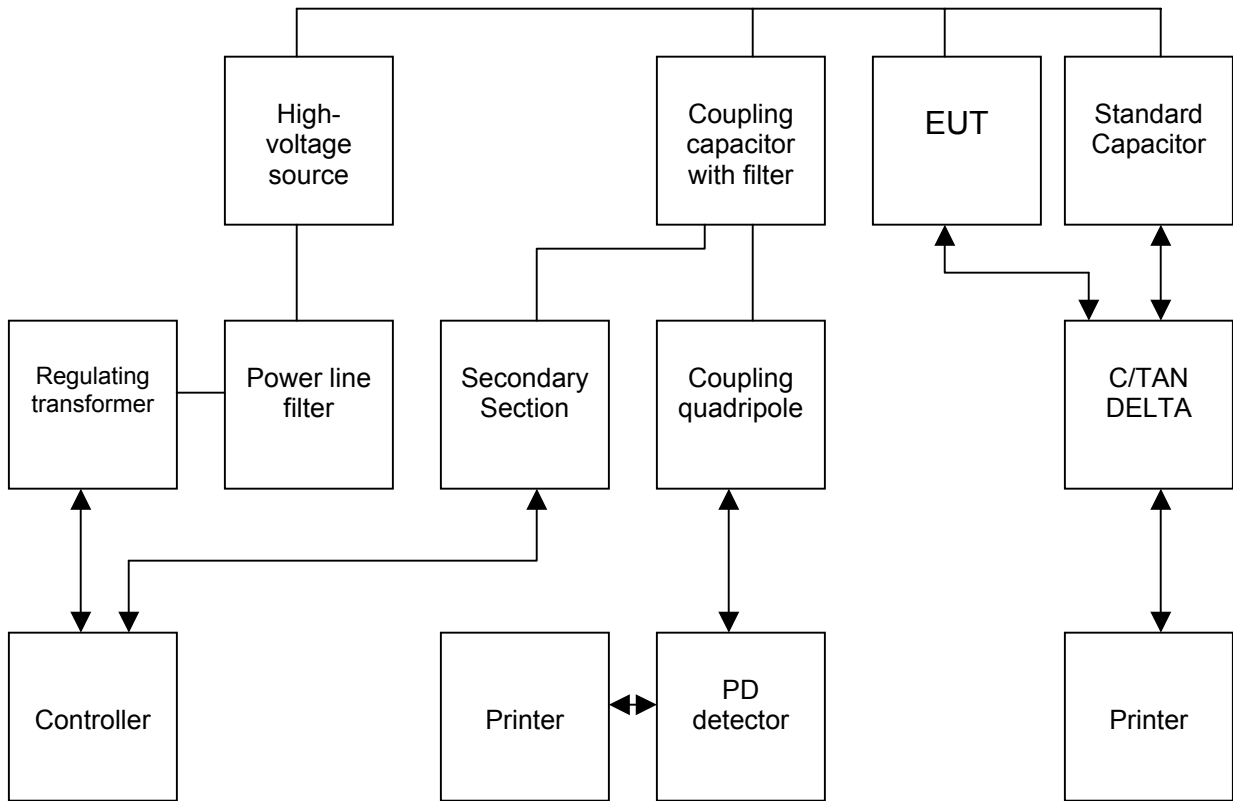 High-
voltage
source
Coupling
capacitor
with filter
EUT
Standard
Capacitor
Regulating
transformer
Power line
filter
Secondary
Section
Coupling
quadripole
C/TAN
DELTA
Controller
Printer
PD
detector
Printer